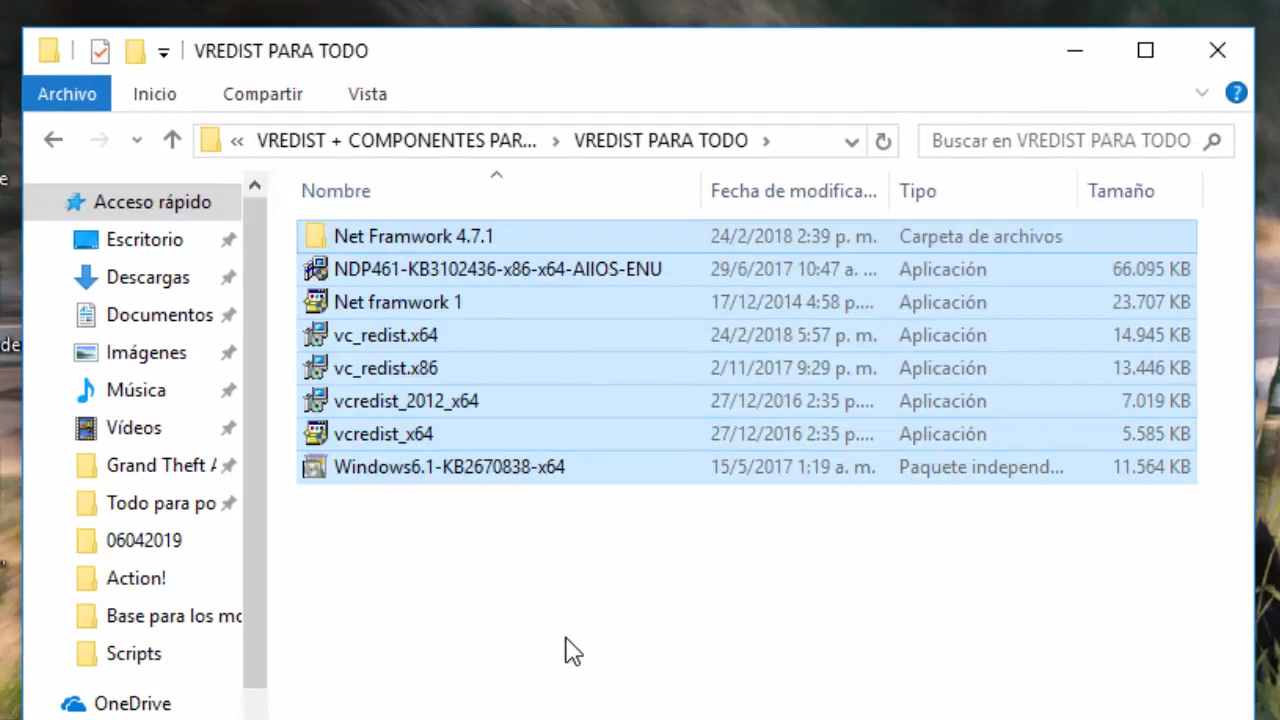 VREDIST PARA TODO
Archivo Inicio Compartir Vista
« VREDIST + COMPONENTES PAR... › VREDIST PARA TODO › Buscar en VREDIST PARA TODO
Nombre Fecha de modifica... Tipo Tamaño
Acceso rápido
Escritorio
Descargas
Documentos
Imágenes
Música
Vídeos
Grand Theft A
Todo para po
06042019
Action!
Base para los mo
Scripts
OneDrive
Net Framwork 4.7.1 24/2/2018 2:39 p. m. Carpeta de archivos
NDP461-KB3102436-x86-x64-AllOS-ENU 29/6/2017 10:47 a. ... Aplicación 66.095 KB
Net framwork 1 17/12/2014 4:58 p.... Aplicación 23.707 KB
vc_redist.x64 24/2/2018 5:57 p. m. Aplicación 14.945 KB
vc_redist.x86 2/11/2017 9:29 p. m. Aplicación 13.446 KB
vcredist_2012_x64 27/12/2016 2:35 p.... Aplicación 7.019 KB
vcredist_x64 27/12/2016 2:35 p.... Aplicación 5.585 KB
Windows6.1-KB2670838-x64 15/5/2017 1:19 a. m. Paquete independ... 11.564 KB
e
de